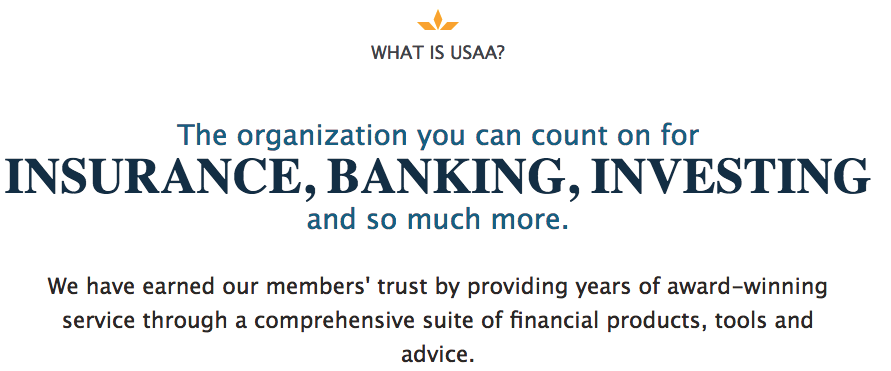 WHAT IS USAA?
The organization you can count on for
INSURANCE, BANKING, INVESTING
and so much more.
We have earned our members' trust by providing years of award-winning
service through a comprehensive suite of financial products, tools and
advice.